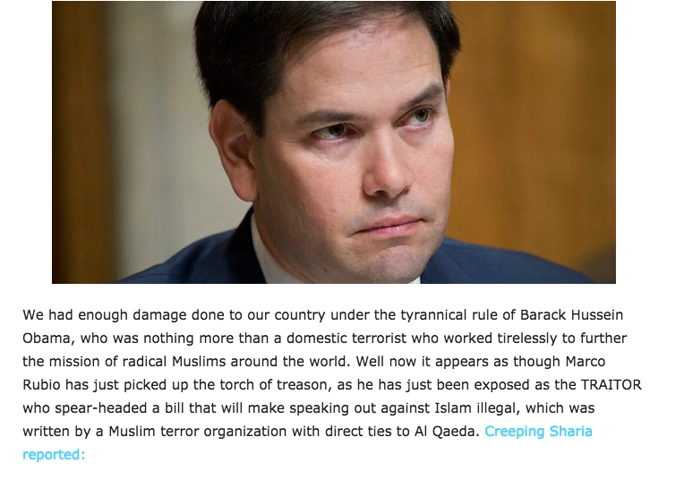 We had enough damage done to our country under the tyrannical rule of Barack Hussein
Obama, who was nothing more than a domestic terrorist who worked tirelessly to further
the mission of radical Muslims around the world. Well now it appears as though Marco
Rubio has just picked up the torch of treason, as he has just been exposed as the TRAITOR
who spear-headed a bill that will make speaking out against Islam illegal, which was
written by a Muslim terror organization with direct ties to Al Qaeda. Creeping Sharia
reported: